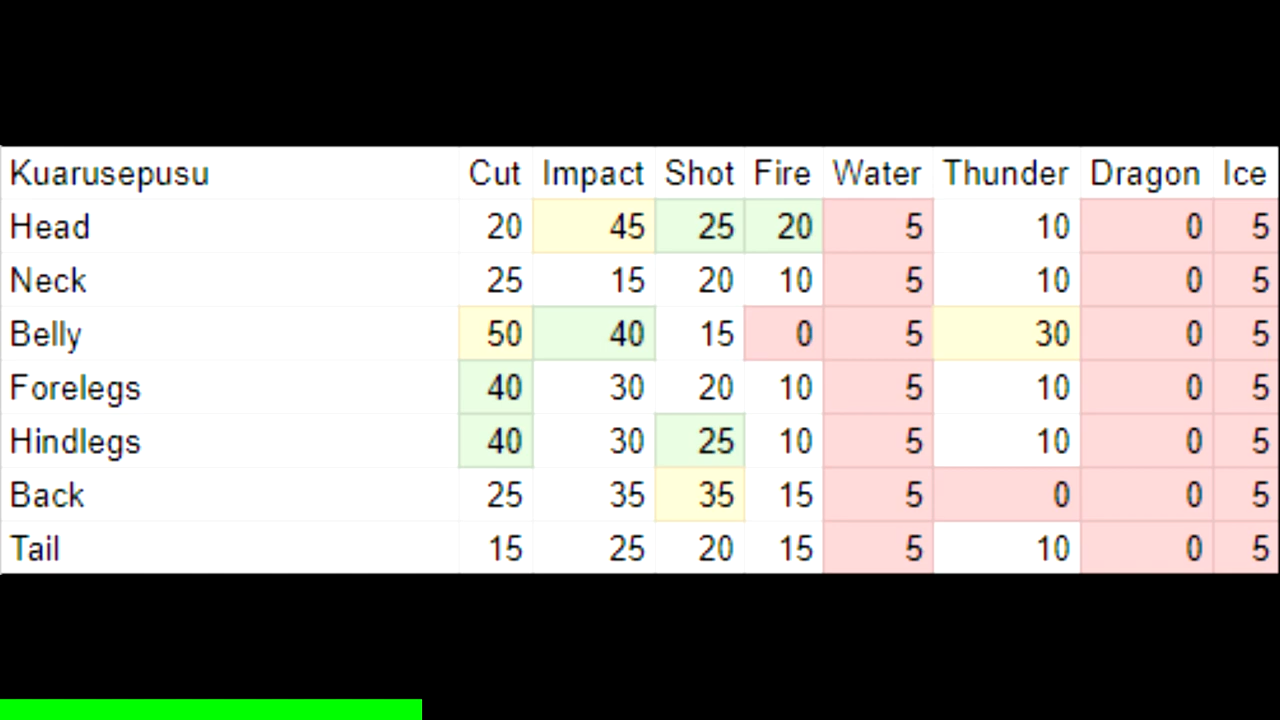 Kuarusepusu Cut Impact Shot Fire Water Thunder Dragon Ice
Head 20 45 25 20 5 10 0 5
Neck 25 15 20 10 5 10 0 5
Belly 50 40 15 0 5 30 0 5
Forelegs 40 30 20 10 5 10 0 5
Hindlegs 40 30 25 10 5 10 0 5
Back 25 35 35 15 5 0 0 5
Tail 15 25 20 15 5 10 0 5